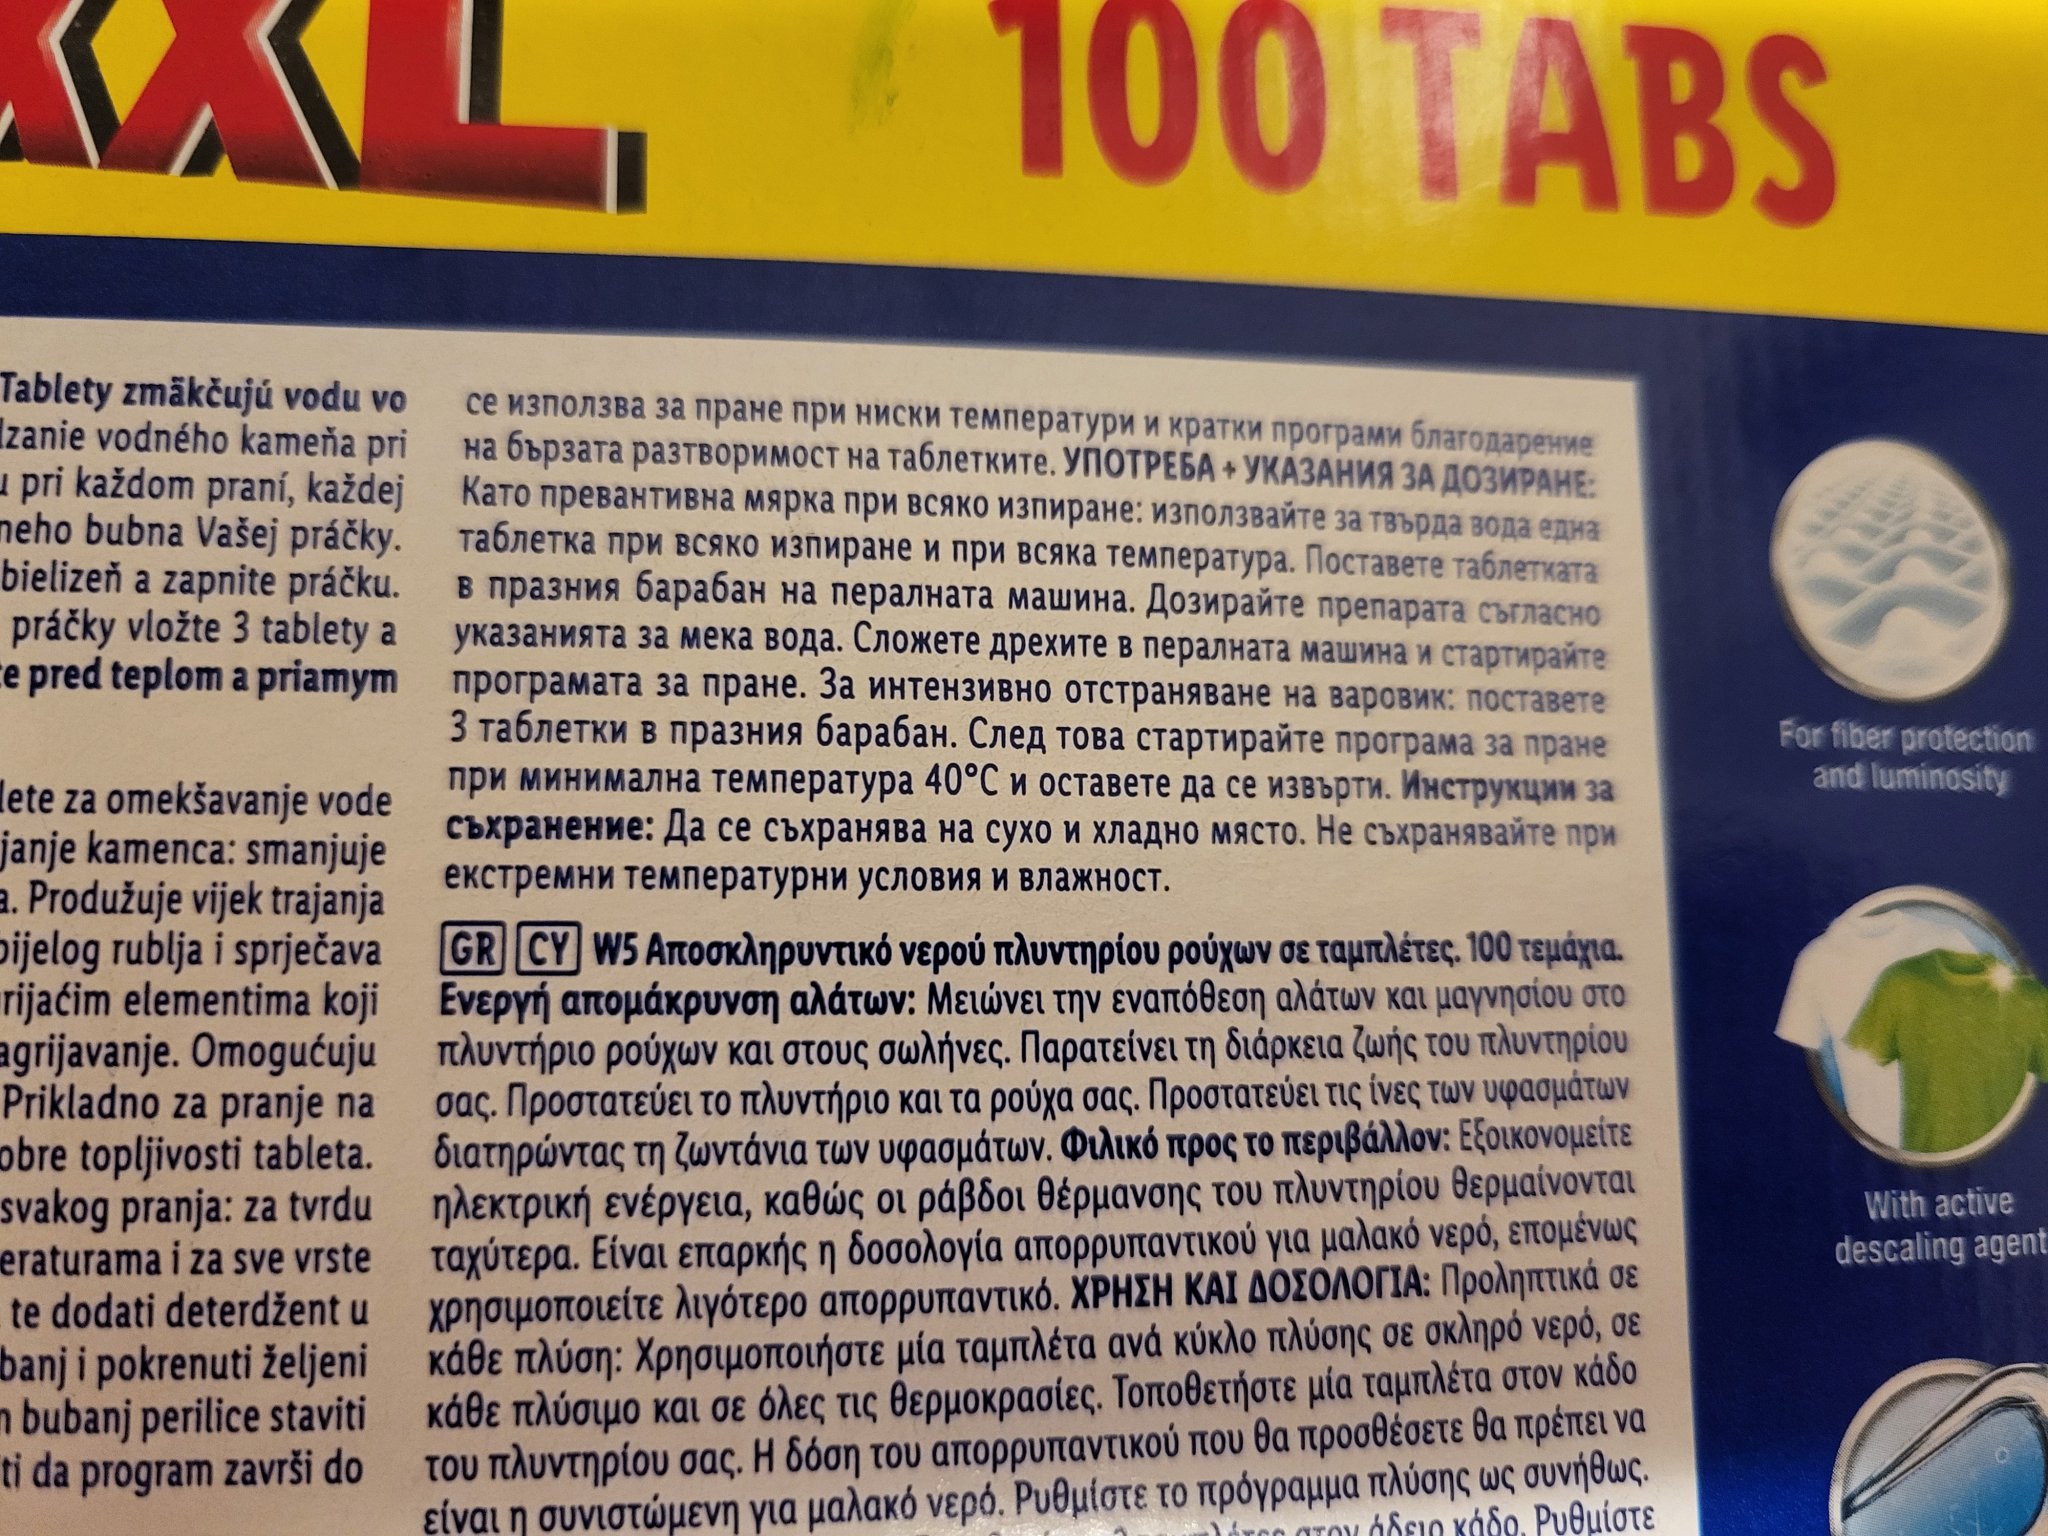 XXL
100 TABS
Tablety zmäkčujú vodu vo
vodného kameňa pri
pri každom praní, každej
bubna Vašej práčky.
bielizeň a zapnite práčku.
práčky vložte 3 tablety a
pred teplom a priamym
za omekšavanje vode
kamenca: smanjuje
Produžuje vijek trajanja
bijelog rublja i sprječava
elementima koji
Omogućuju
Prikladno za pranje na
topljivosti tableta.
svakog pranja: za tvrdu
i za sve vrste
te dodati deterdžent u
i pokrenuti željeni
bubanj perilice staviti
da program završi do
се използва за пране при ниски температури и кратки програми благодарение
на бързата разтворимост на таблетките. УПОТРЕБА + УКАЗАНИЯ ЗА ДОЗИРАНЕ:
Като превантивна мярка при всяко изпиране: използвайте за твърда вода една
таблетка при всяко изпиране и при всяка температура. Поставете таблетката
в празния барабан на пералната машина. Дозирайте препарата съгласно
указанията за мека вода. Сложете дрехите в пералната машина и стартирайте
програмата за пране. За интензивно отстраняване на варовик: поставете
3 таблетки в празния барабан. След това стартирайте програма за пране
при минимална температура 40°C и оставете да се извърти. Инструкции за
съхранение: Да се съхранява на сухо и хладно място. Не съхранявайте при
екстремни температурни условия и влажност.
GR CY W5 Αποσκληρυντικό νερού πλυντηρίου ρούχων σε ταμπλέτες. 100 τεμάχια.
Ενεργή απομάκρυνση αλάτων: Μειώνει την εναπόθεση αλάτων και μαγνησίου στο
πλυντήριο ρούχων και στους σωλήνες. Παρατείνει τη διάρκεια ζωής του πλυντηρίου
σας. Προστατεύει το πλυντήριο και τα ρούχα σας. Προστατεύει τις ίνες των υφασμάτων
διατηρώντας τη ζωντάνια των υφασμάτων. Φιλικό προς το περιβάλλον: Εξοικονομείτε
ηλεκτρική ενέργεια, καθώς οι ράβδοι θέρμανσης του πλυντηρίου θερμαίνονται
ταχύτερα. Είναι επαρκής η δοσολογία απορρυπαντικού για μαλακό νερό, επομένως
χρησιμοποιείτε λιγότερο απορρυπαντικό. ΧΡΗΣΗ ΚΑΙ ΔΟΣΟΛΟΓΙΑ: Προληπτικά σε
κάθε πλύση: Χρησιμοποιήστε μία ταμπλέτα ανά κύκλο πλύσης σε σκληρό νερό, σε
κάθε πλύσιμο και σε όλες τις θερμοκρασίες. Τοποθετήστε μία ταμπλέτα στον κάδο
του πλυντηρίου σας. Η δόση του απορρυπαντικού που θα προσθέσετε θα πρέπει να
είναι η συνιστώμενη για μαλακό νερό. Ρυθμίστε το πρόγραμμα πλύσης ως συνήθως.
στον άδειο κάδο. Ρυθμίστε
For fiber protection
and luminosity
With active
descaling agent